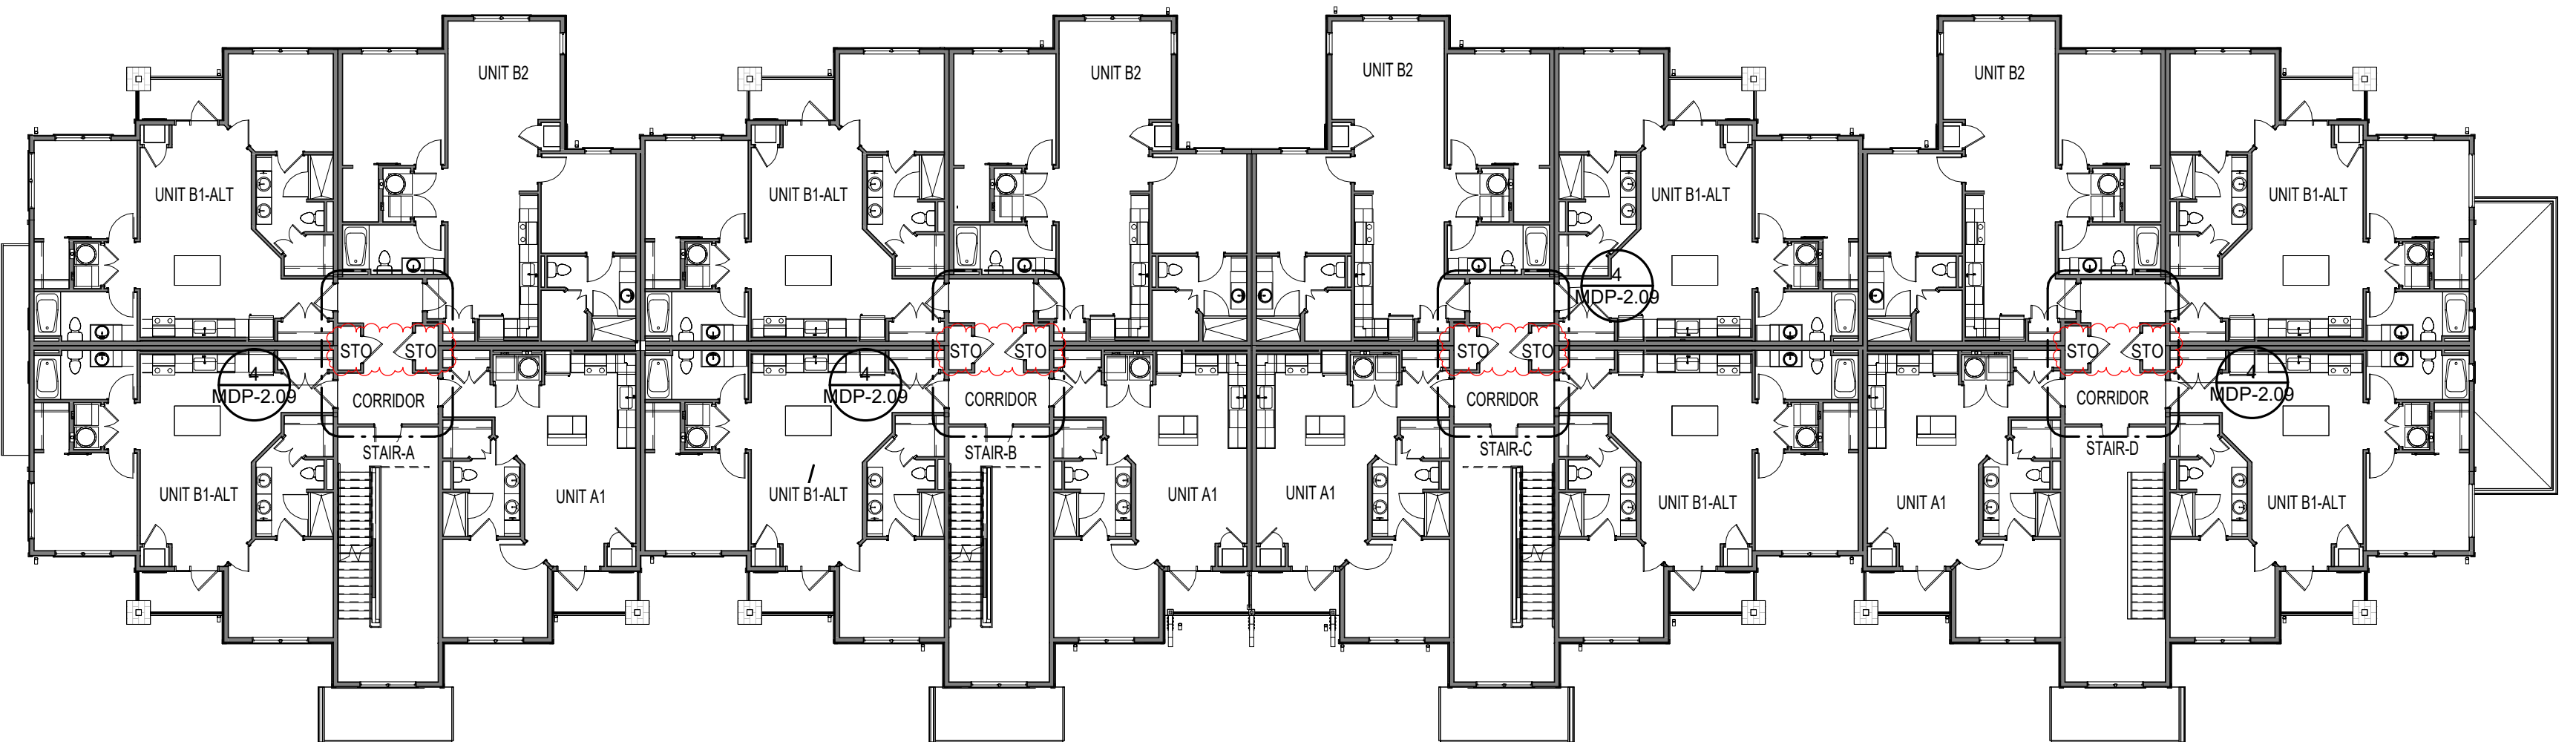 UNIT B2
UNIT B2
UNIT B2
UNIT B2
UNIT B1-ALT
UNIT B1-ALT
UNIT B1-ALT
UNIT B1-ALT
4
MDP-2.09
STO
STO
STO
STO
STO
STO
STO
STO
4
MDP-2.09
4
MDP-2.09
4
MDP-2.09
CORRIDOR
CORRIDOR
CORRIDOR
CORRIDOR
STAIR-A
STAIR-B
STAIR-C
STAIR-D
UNIT B1-ALT
UNIT A1
UNIT B1-ALT
UNIT A1
UNIT A1
UNIT B1-ALT
UNIT A1
UNIT B1-ALT